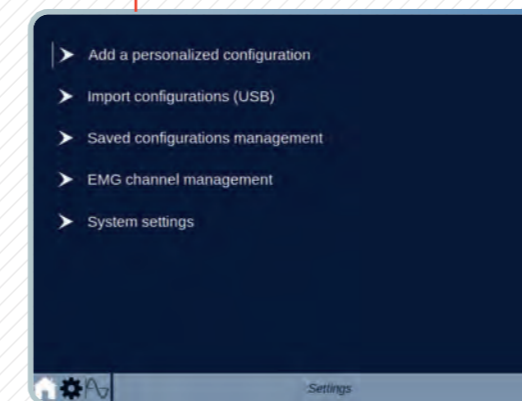 Add a personalized configuration
Import configurations (USB)
Saved configurations management
EMG channel management
System settings
Settings